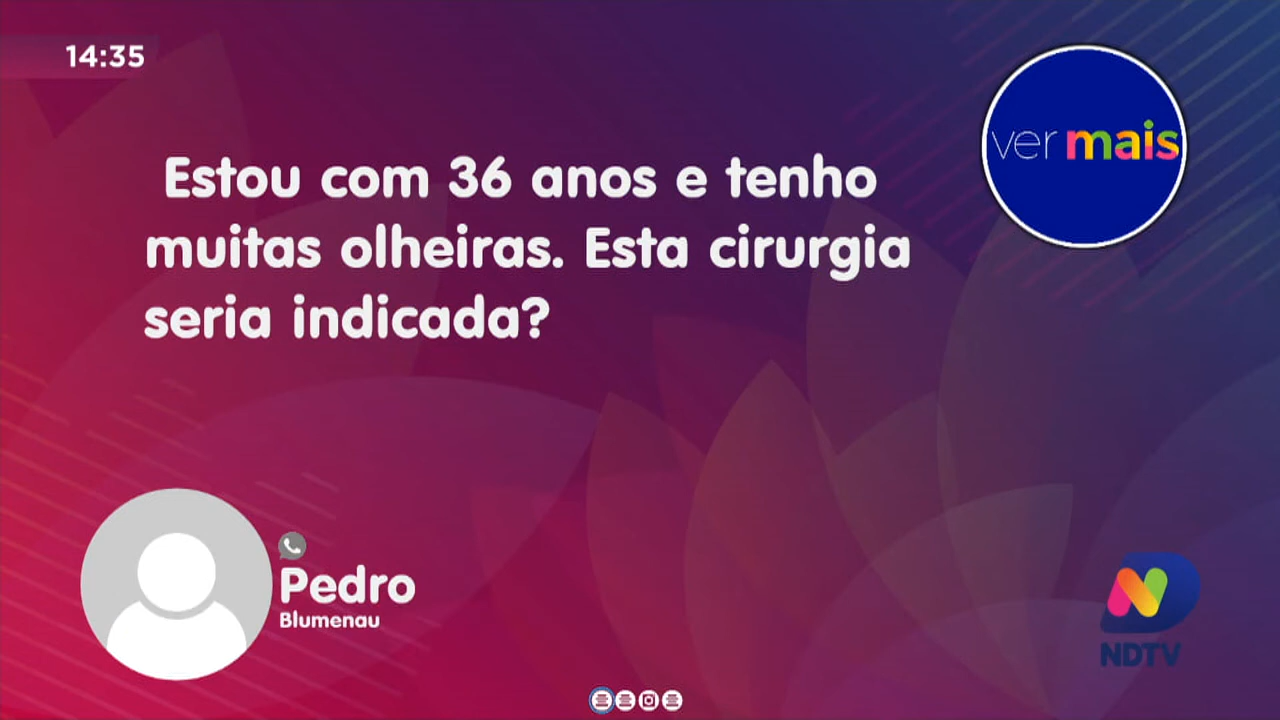 14:35
ver mais
Estou com 36 anos e tenho
muitas olheiras. Esta cirurgia
seria indicada?
Pedro
Blumenau
NDTV